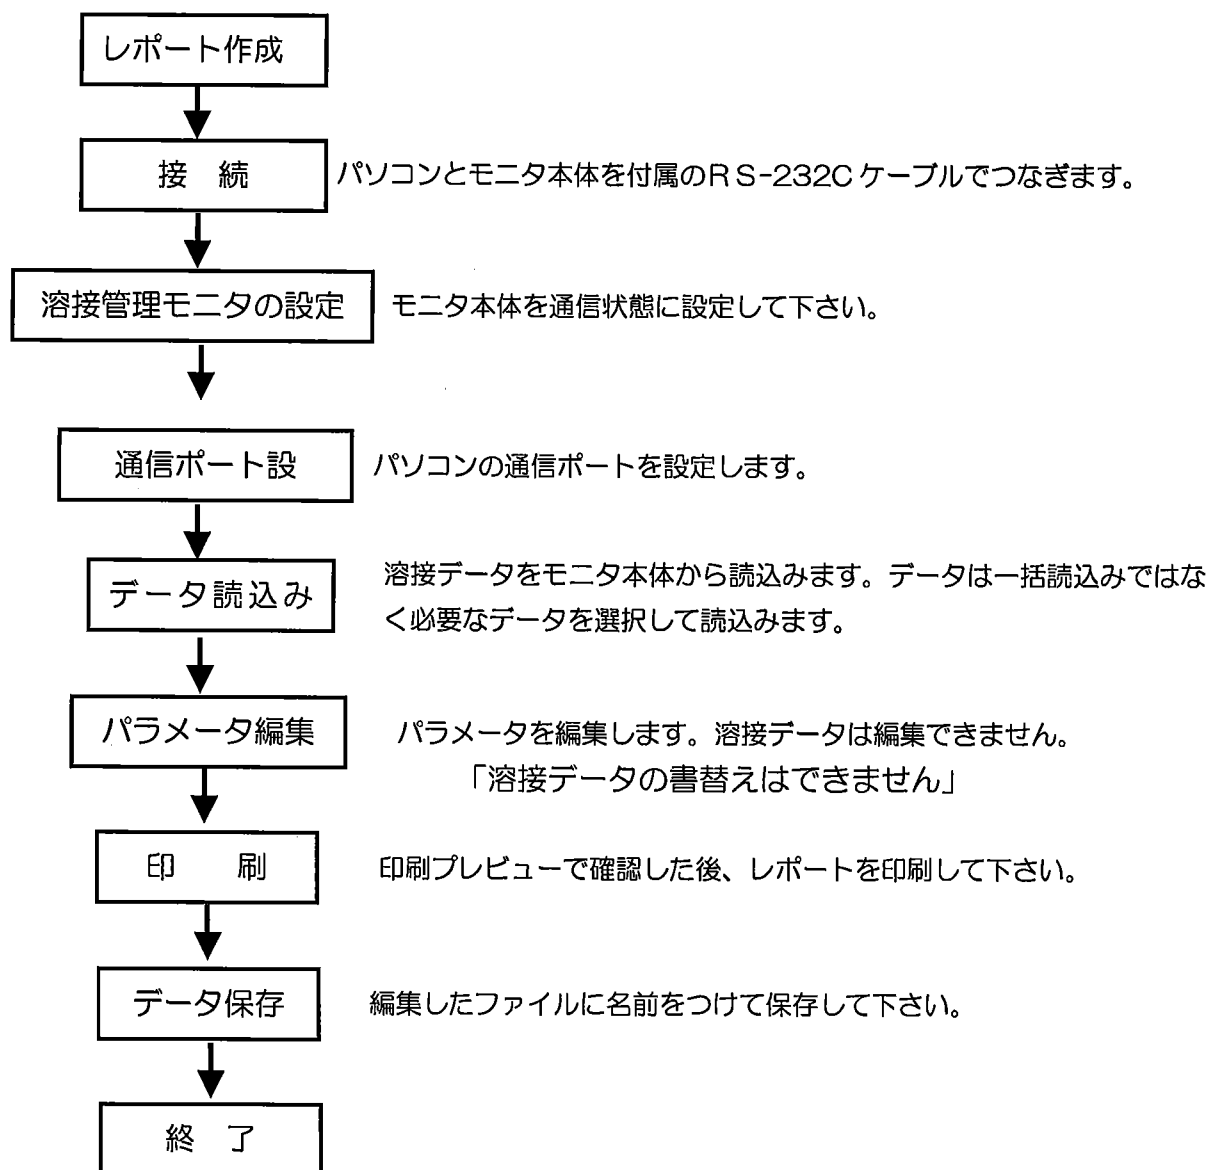 レポート作成
接 続
パソコンとモニタ本体を付属のRS-232Cケーブルでつなぎます。
溶接管理モニタの設定
モニタ本体を通信状態に設定して下さい。
通信ポート設
パソコンの通信ポートを設定します。
データ読込み
溶接データをモニタ本体から読込みます。データは一括読込みではな
く必要なデータを選択して読込みます。
パラメータ編集
パラメータを編集します。溶接データは編集できません。
「溶接データの書替えはできません」
印 刷
印刷プレビューで確認した後、レポートを印刷して下さい。
データ保存
編集したファイルに名前をつけて保存して下さい。
終 了